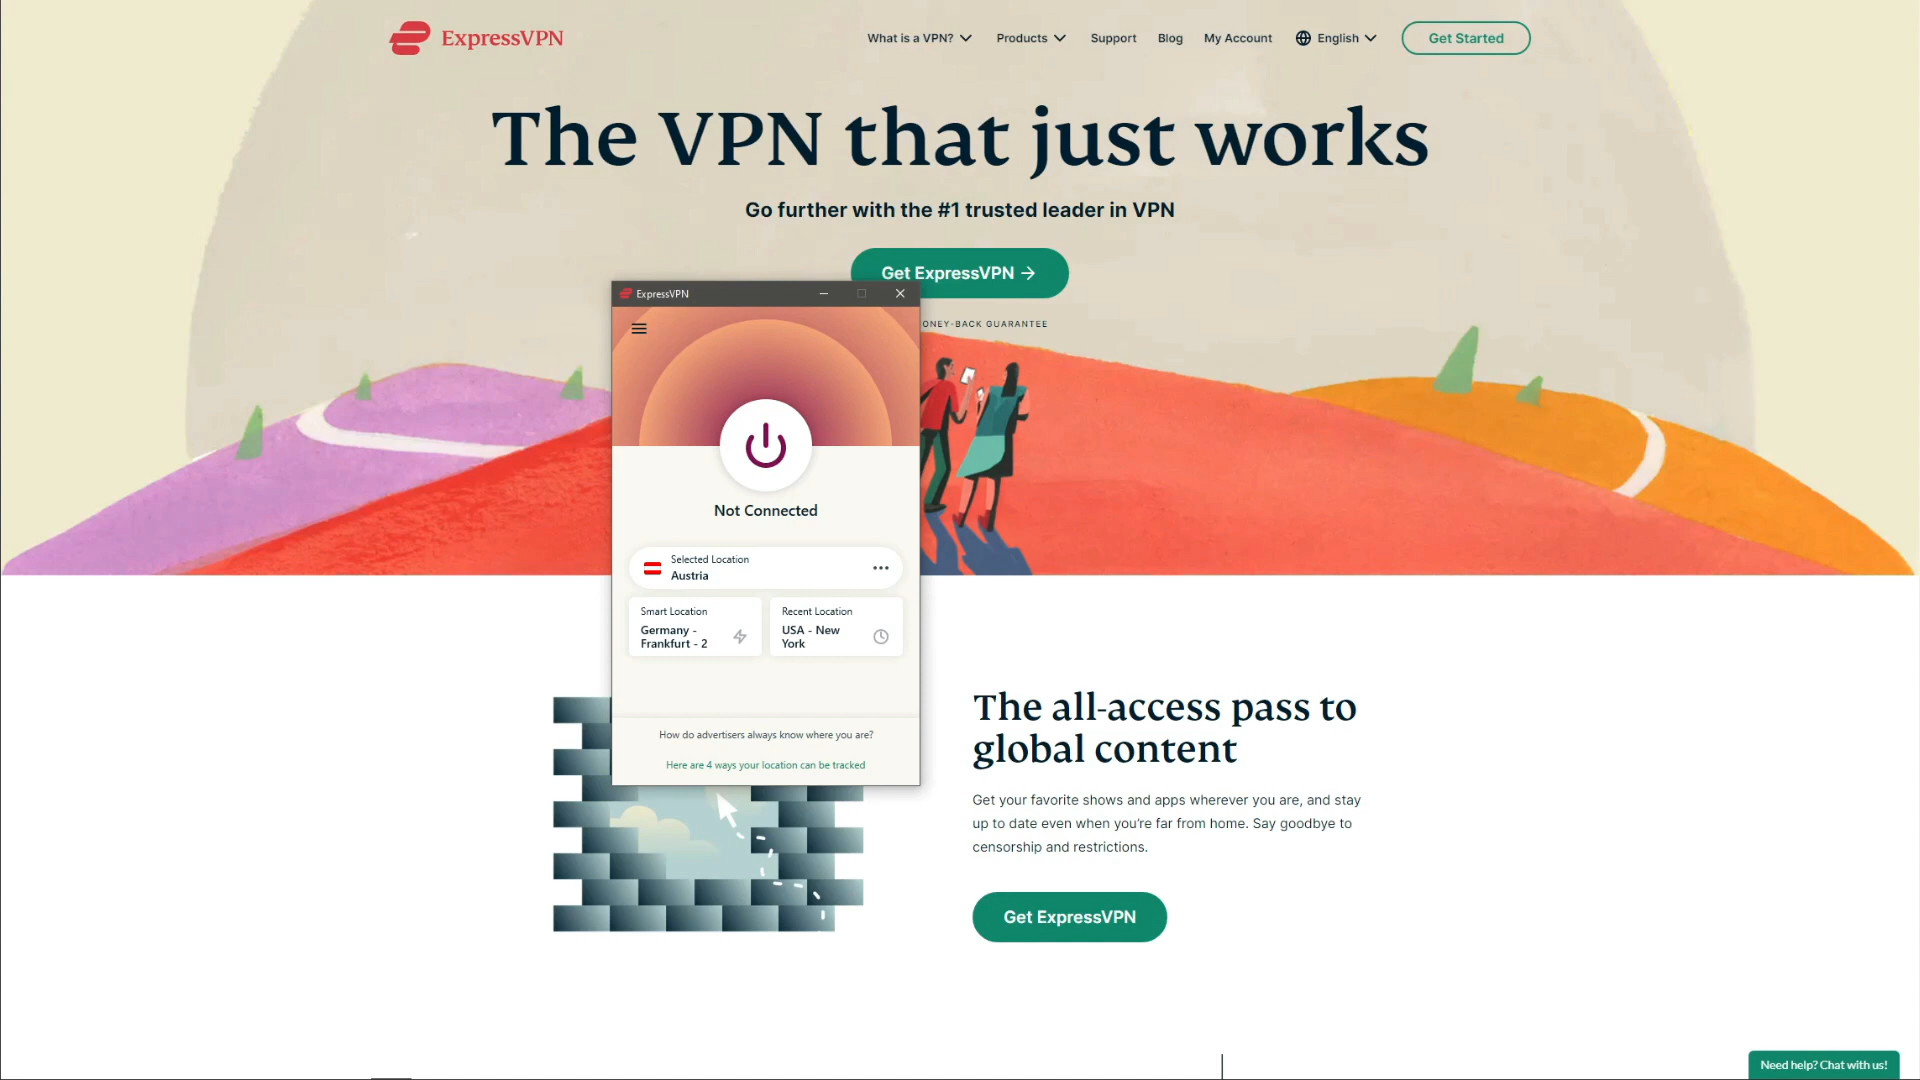 ExpressVPN
What is a VPN?
Products
Support
Blog
My Account
English
Get Started
The VPN that just works
Go further with the #1 trusted leader in VPN
Get ExpressVPN →
ONEY-BACK GUARANTEE
ExpressVPN
Not Connected
Selected Location
Austria
Smart Location
Germany -
Frankfurt - 2
Recent Location
USA - New
York
How do advertisers always know where you are?
Here are 4 ways your location can be tracked
The all-access pass to
global content
Get your favorite shows and apps wherever you are, and stay
up to date even when you're far from home. Say goodbye to
censorship and restrictions.
Get ExpressVPN
Need help? Chat with us!